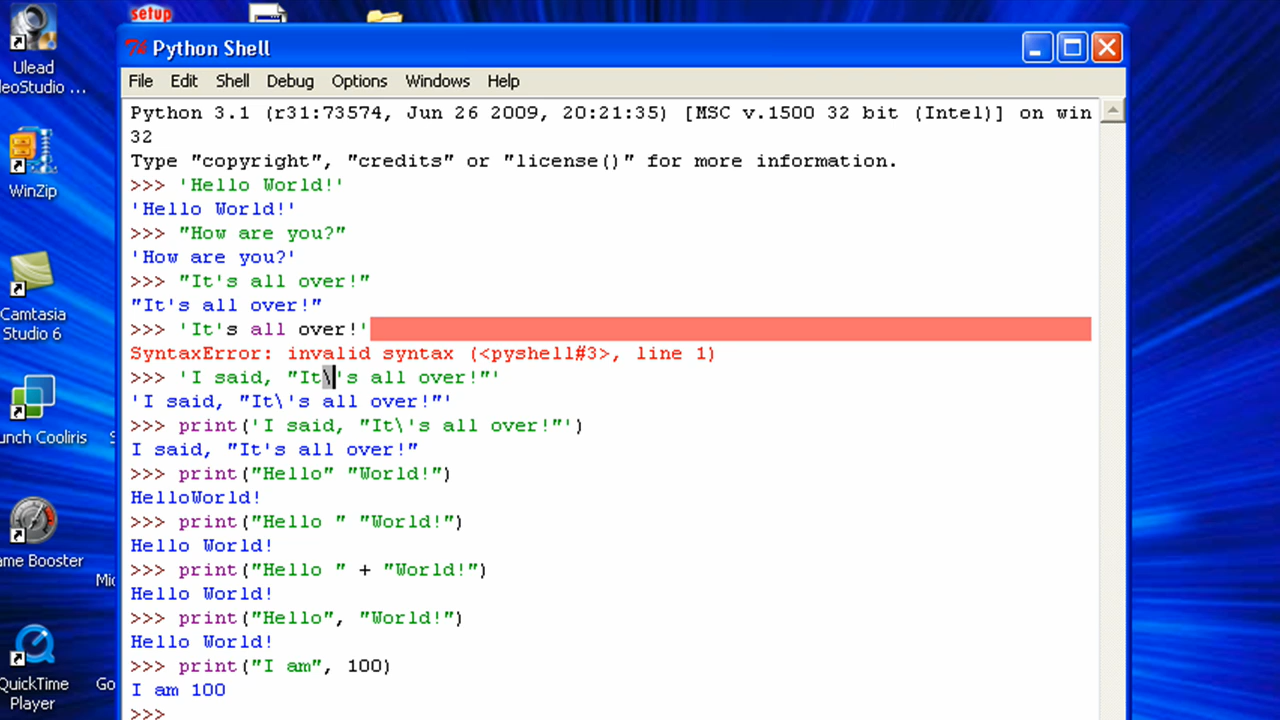 setup
Ulead
leoStudio ...
WinZip
Camtasia
Studio 6
unch Cooliris
S
ame Booster
Mic
QuickTime
Player
Go
Python Shell
File Edit Shell Debug Options Windows Help
Python 3.1 (r31:73574, Jun 26 2009, 20:21:35) [MSC v.1500 32 bit (Intel)] on win
32
Type "copyright", "credits" or "license()" for more information.
>>> 'Hello World!'
'Hello World!'
>>> "How are you?"
'How are you?'
>>> "It's all over!"
"It's all over!"
>>> 'It's all over!'
SyntaxError: invalid syntax (<pyshell#3>, line 1)
>>> 'I said, "It\'s all over!"'
'I said, "It\'s all over!"'
>>> print('I said, "It\'s all over!"')
I said, "It's all over!"
>>> print("Hello" "World!")
HelloWorld!
>>> print("Hello " "World!")
Hello World!
>>> print("Hello " + "World!")
Hello World!
>>> print("Hello", "World!")
Hello World!
>>> print("I am", 100)
I am 100
>>>